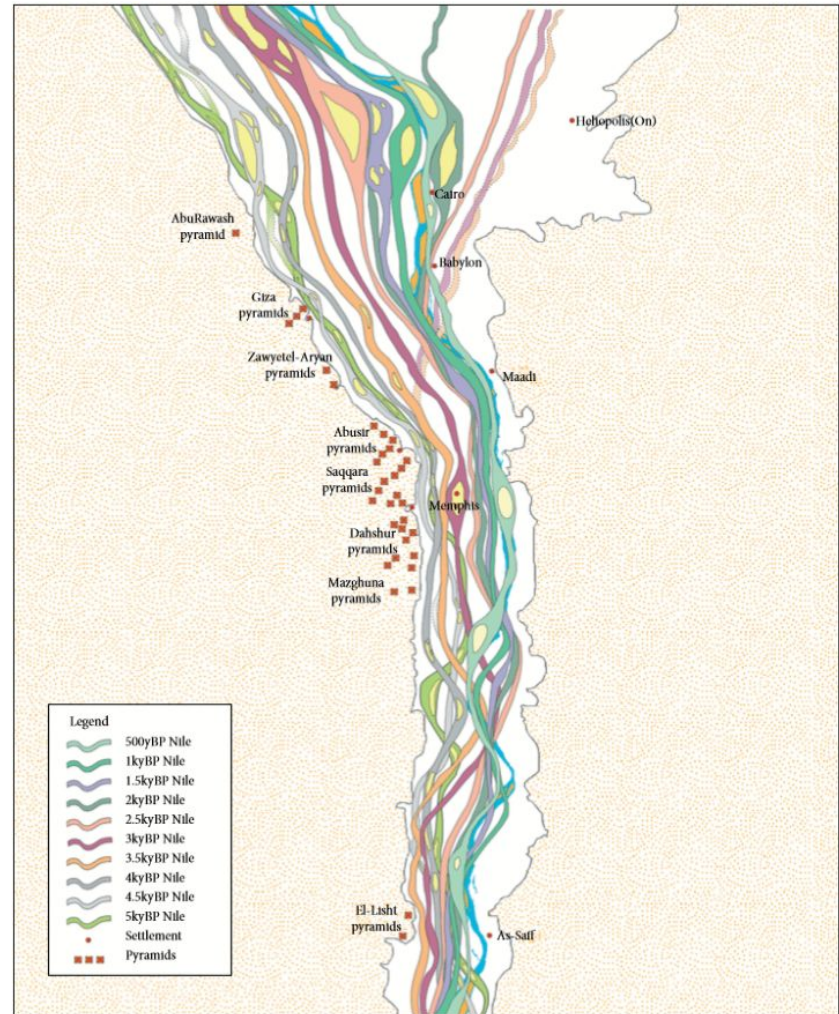 Heliopolis(On)
Cairo
AbuRawash
pyramid
Babylon
Giza
pyramids
Zawyetel-Aryan
pyramids
Maadi
Abusir
pyramids
Saqqara
pyramids
Memphis
Dahshur
pyramids
Mazghuna
pyramids
Legend
500yBP Nile
1kyBP Nile
1.5kyBP Nile
2kyBP Nile
2.5kyBP Nile
3kyBP Nile
3.5kyBP Nile
4kyBP Nile
4.5kyBP Nile
5kyBP Nile
Settlement
Pyramids
El-Lisht
pyramids
As-Saff